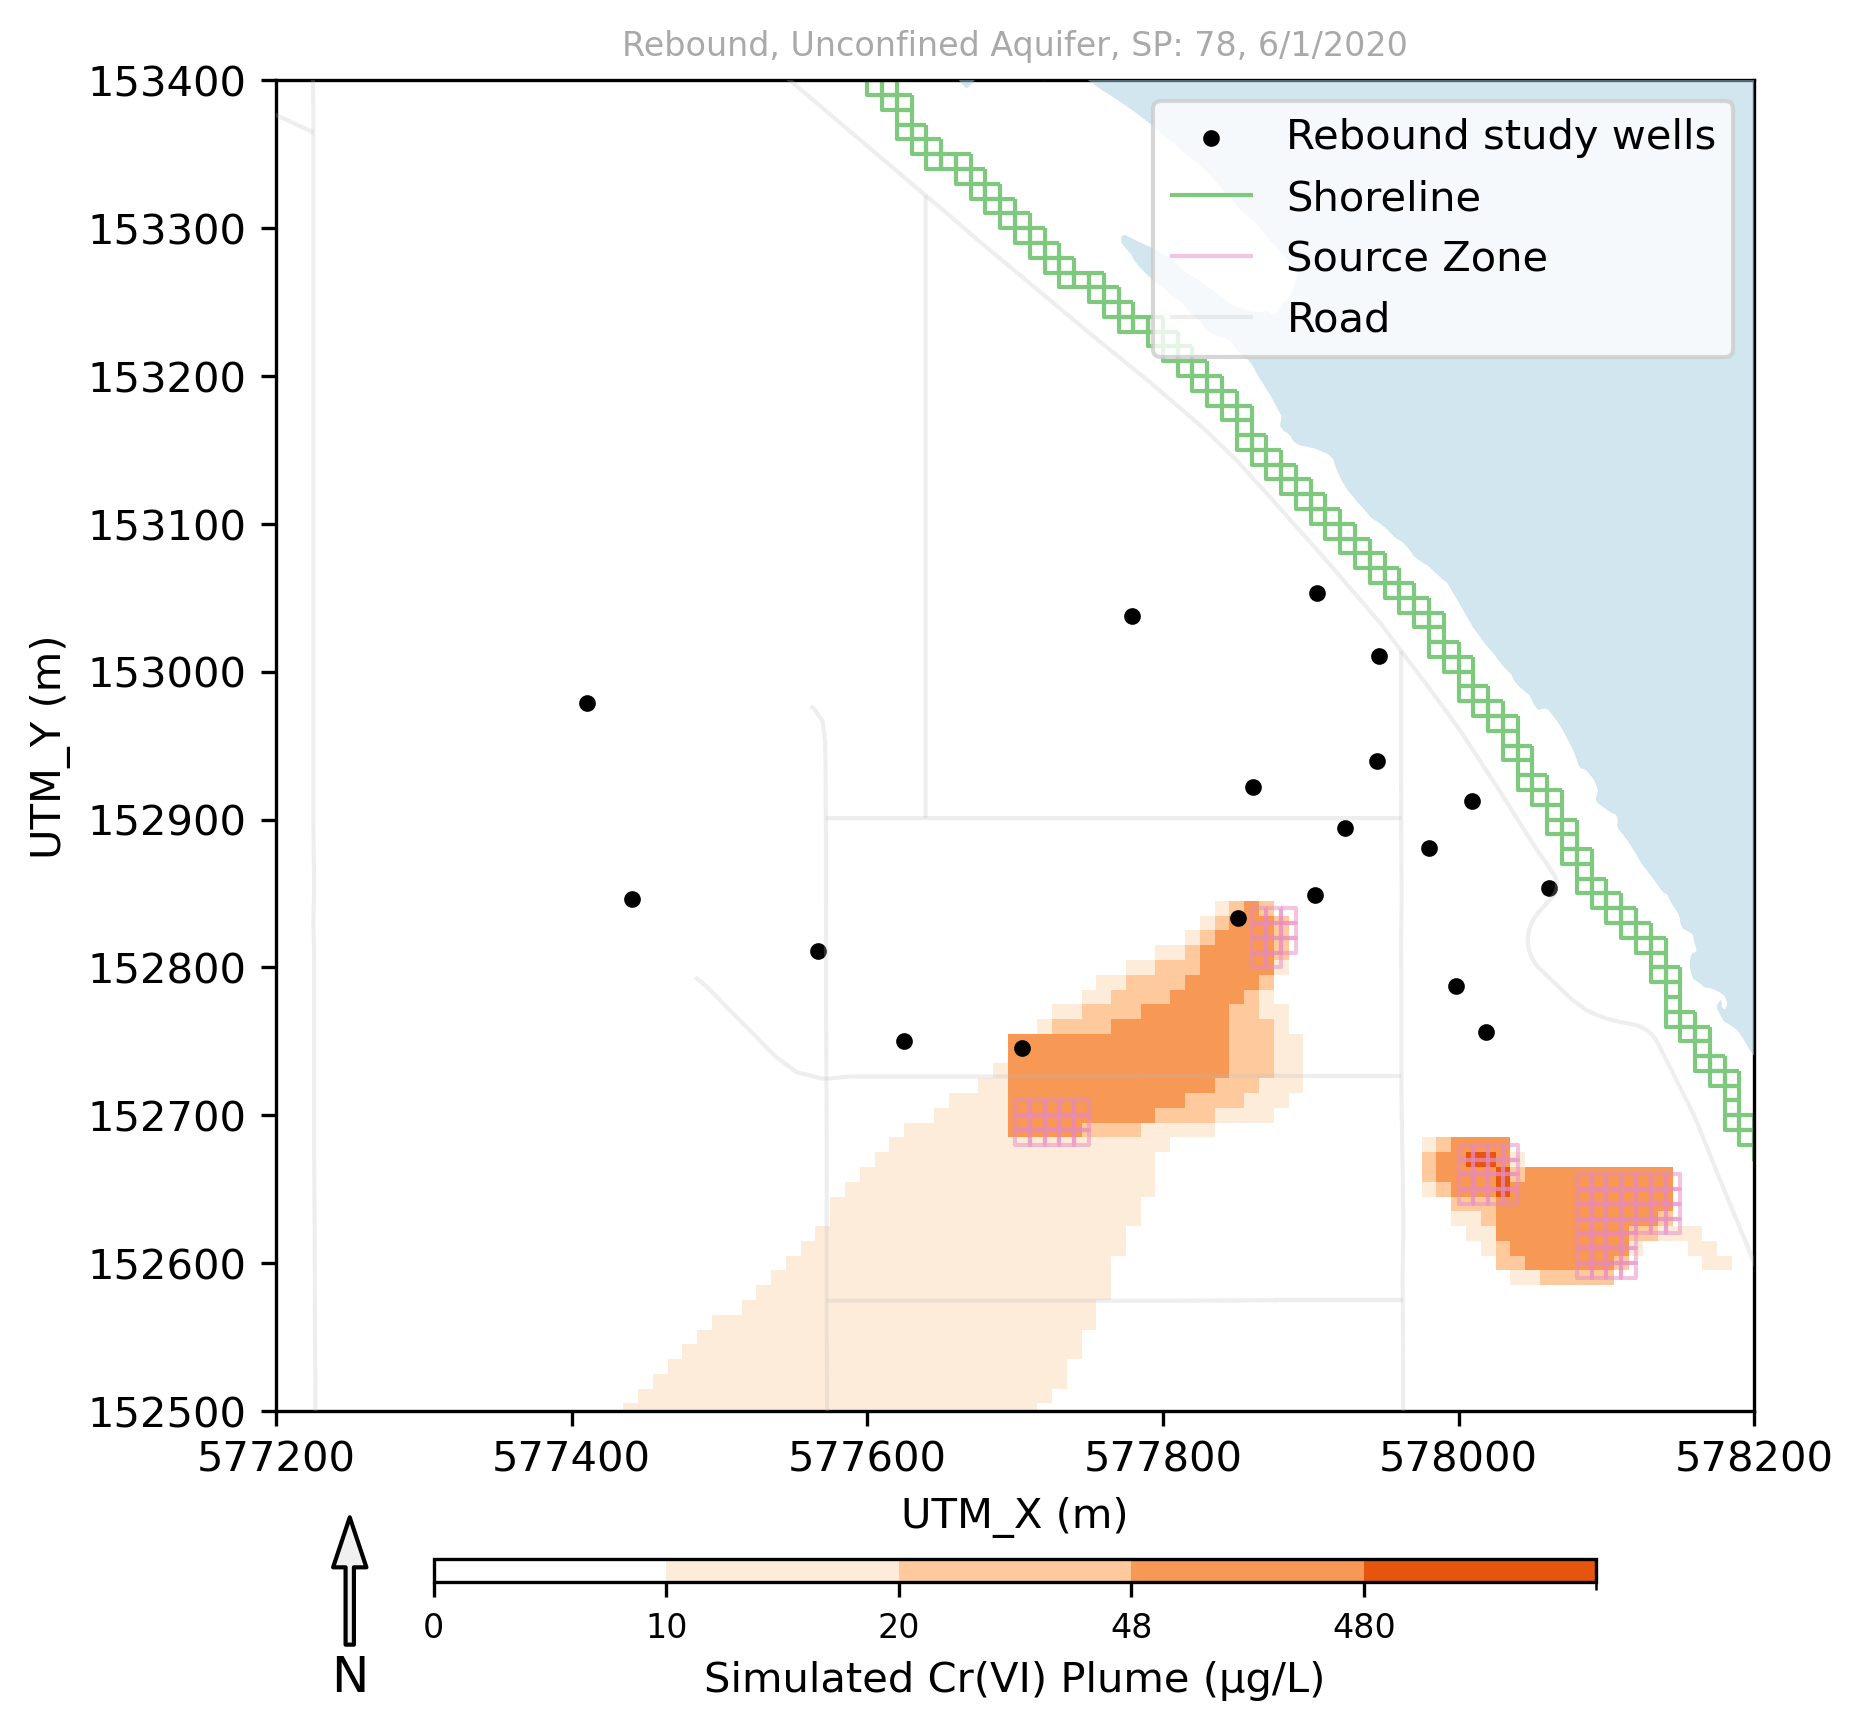 Rebound, Unconfined Aquifer, SP: 78, 6/1/2020
153400
153300
153200
153100
153000
152900
152800
152700
152600
152500
UTM_Y (m)
Rebound study wells
Shoreline
Source Zone
Road
577200 577400 577600 577800 578000 578200
UTM_X (m)
N
0 10 20 48 480
Simulated Cr(VI) Plume (μg/L)